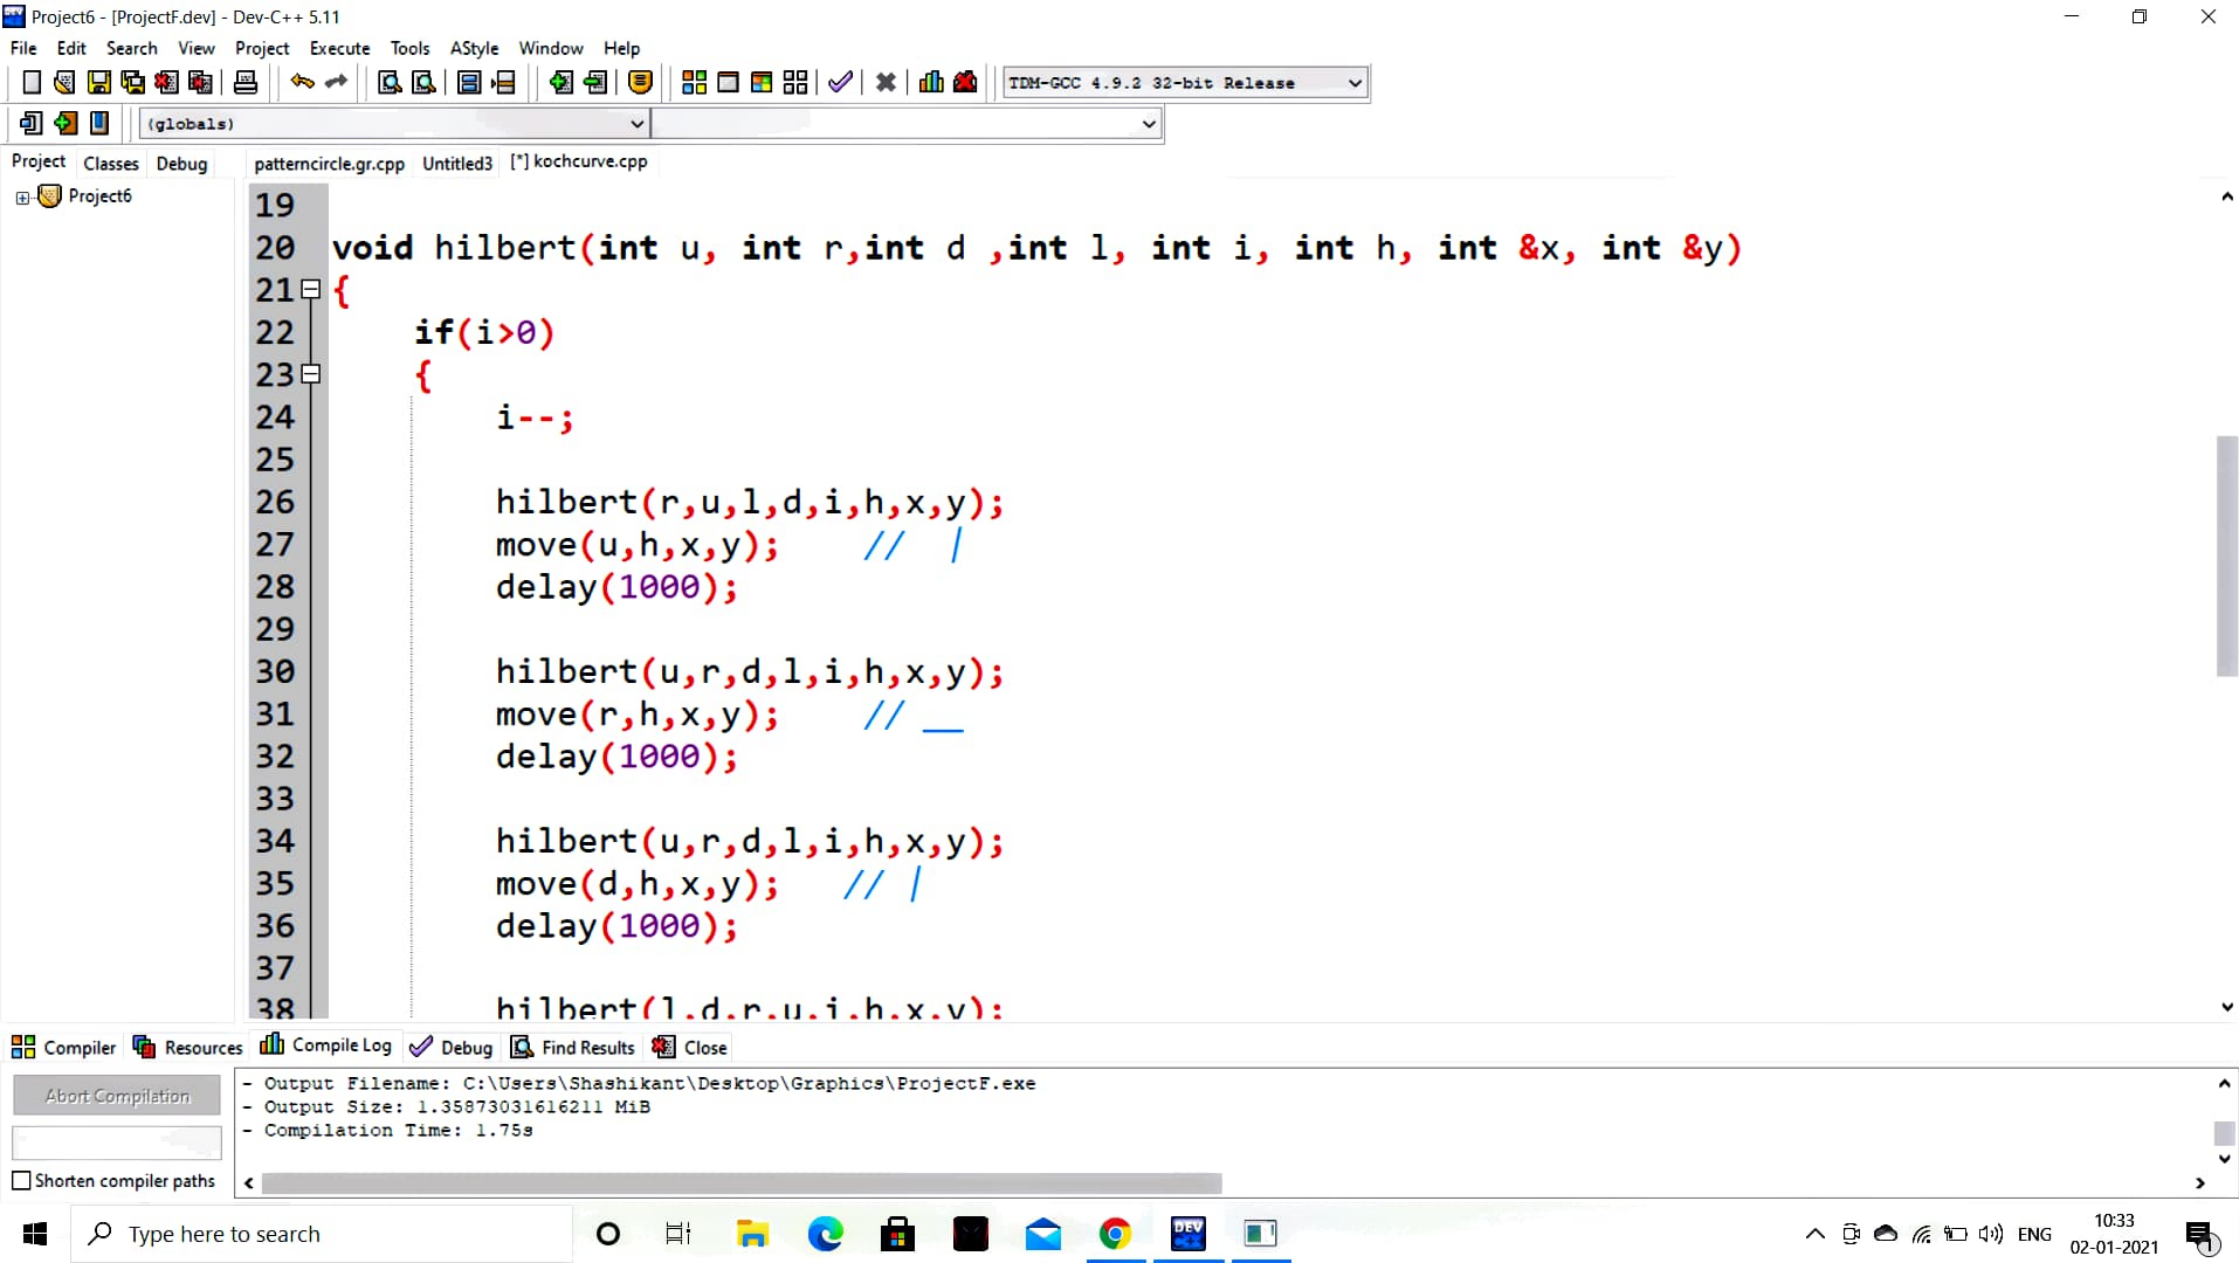 Project6 - [ProjectF.dev] - Dev-C++ 5.11
File Edit Search View Project Execute Tools AStyle Window Help
TDM-GCC 4.9.2 32-bit Release
(globals)
Project Classes Debug patterncircle.gr.cpp Untitled3 [*] kochcurve.cpp
Project6
19
20 void hilbert(int u, int r,int d ,int l, int i, int h, int &x, int &y)
21 {
22 if(i>0)
23 {
24 i--;
25
26 hilbert(r,u,l,d,i,h,x,y);
27 move(u,h,x,y); // |
28 delay(1000);
29
30 hilbert(u,r,d,l,i,h,x,y);
31 move(r,h,x,y); // __
32 delay(1000);
33
34 hilbert(u,r,d,l,i,h,x,y);
35 move(d,h,x,y); // |
36 delay(1000);
37
38 hilbert(l,d,r,u,i,h,x,y);
Compiler Resources Compile Log Debug Find Results Close
Abort Compilation
Shorten compiler paths
- Output Filename: C:\Users\Shashikant\Desktop\Graphics\ProjectF.exe
- Output Size: 1.35873031616211 MiB
- Compilation Time: 1.75s
Type here to search
DEV
ENG
10:33
02-01-2021
1